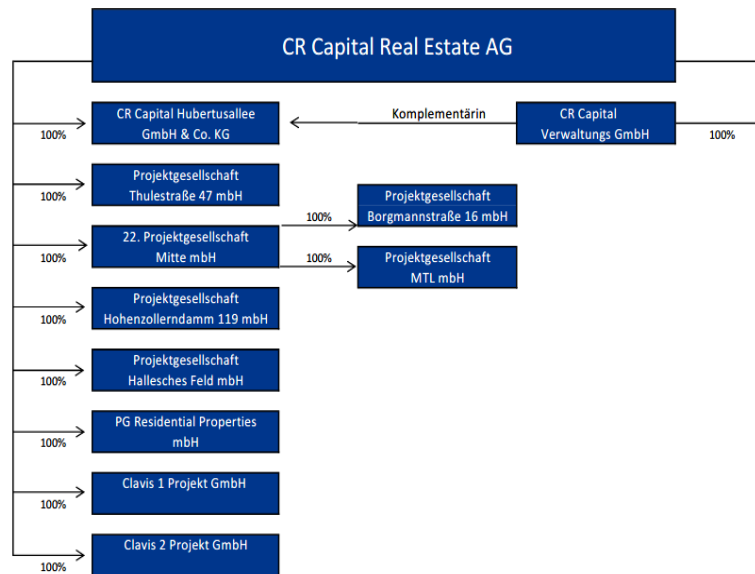 CR Capital Real Estate AG
CR Capital Hubertusallee
GmbH & Co. KG
100%
Komplementärin
CR Capital
Verwaltungs GmbH
100%
Projektgesellschaft
Thulestraße 47 mbH
100%
100%
Projektgesellschaft
Borgmannstraße 16 mbH
22. Projektgesellschaft
Mitte mbH
100%
100%
Projektgesellschaft
MTL mbH
Projektgesellschaft
Hohenzollerndamm 119 mbH
100%
Projektgesellschaft
Hallesches Feld mbH
100%
PG Residential Properties
mbH
100%
Clavis 1 Projekt GmbH
100%
Clavis 2 Projekt GmbH
100%